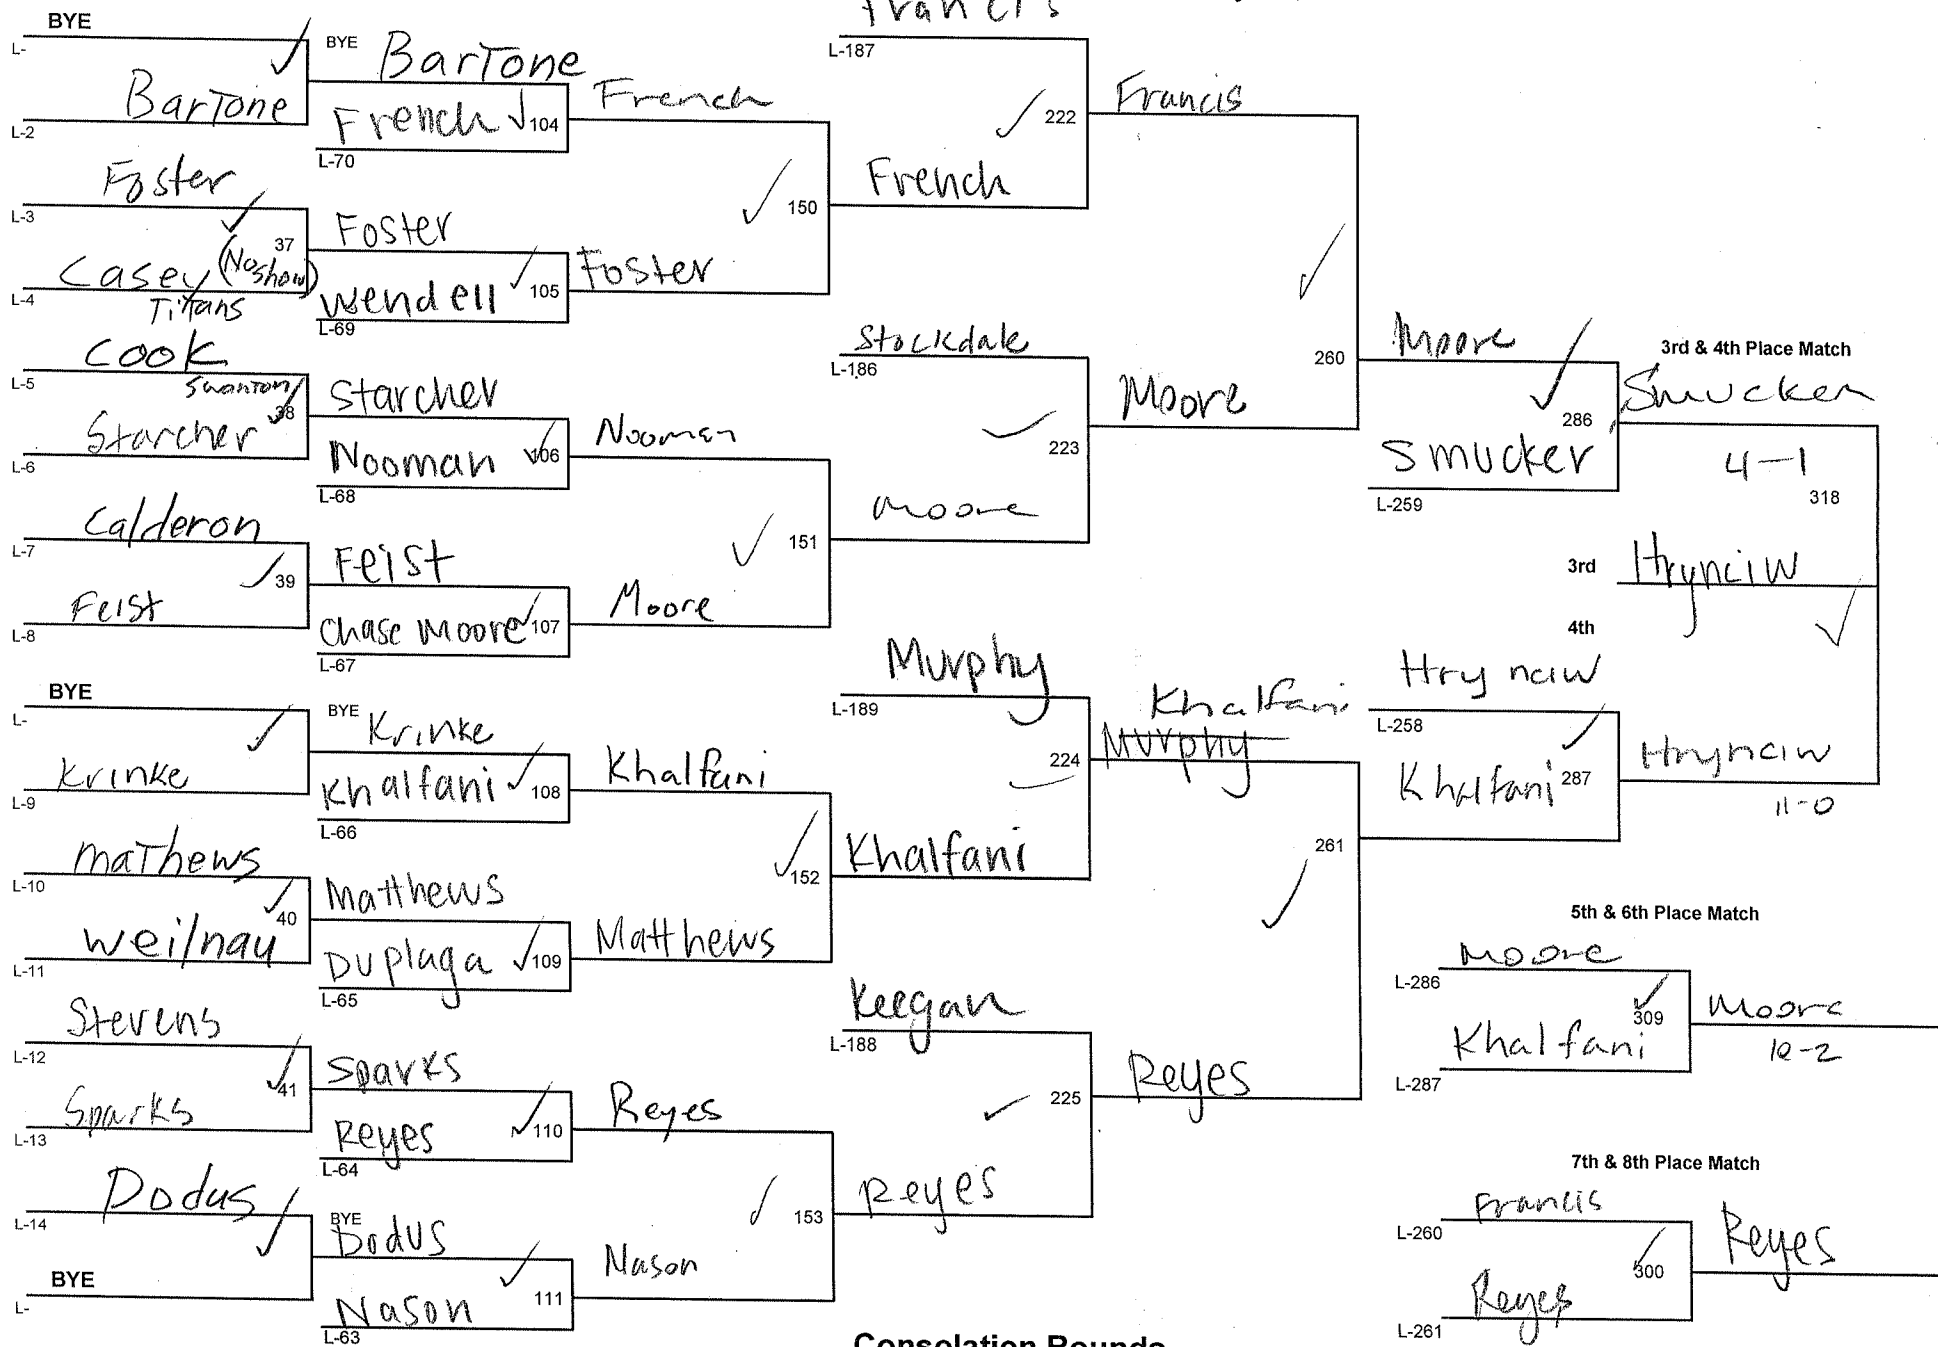 BYE
L-
BarTone
L-2
Foster
L-3
37
Casey (No show)
L-4
Titans
Cook
L-5
Swanton
38
Starcher
L-6
Calderon
L-7
39
Feist
L-8
BYE
L-
Krinke
L-9
maThews
L-10
40
Weilnau
L-11
Stevens
L-12
41
Sparks
L-13
Dodus
L-14
BYE
L-
BYE BarTone
French 104
L-70
Foster
Wendell 105
L-69
Starcher
Nooman 106
L-68
Feist
Chase Moore 107
L-67
BYE Krinke
Khalfani 108
L-66
Matthews
Duplaga 109
L-65
Sparks
Reyes 110
L-64
BYE
Dodus
Nason 111
L-63
French
150
Foster
Nooman
151
Moore
Khalfani
152
Matthews
Reyes
153
Nason
Francis
L-187
222
French
Stockdale
L-186
223
Moore
Murphy
L-189
224
Khalfani
Keegan
L-188
225
Reyes
Francis
260
Moore
Khalfani
Murphy
261
Reyes
Moore
286
Smucker
L-259
Hrynciw
L-258
Khalfani 287
3rd & 4th Place Match
Smucker
4-1
318
3rd Hrynciw
4th
Hrynciw
11-0
5th & 6th Place Match
Moore
L-286
309
Khalfani
L-287
Moore
10-2
7th & 8th Place Match
Francis
L-260
300
Reyes
L-261
Reyes
Consolation Rounds